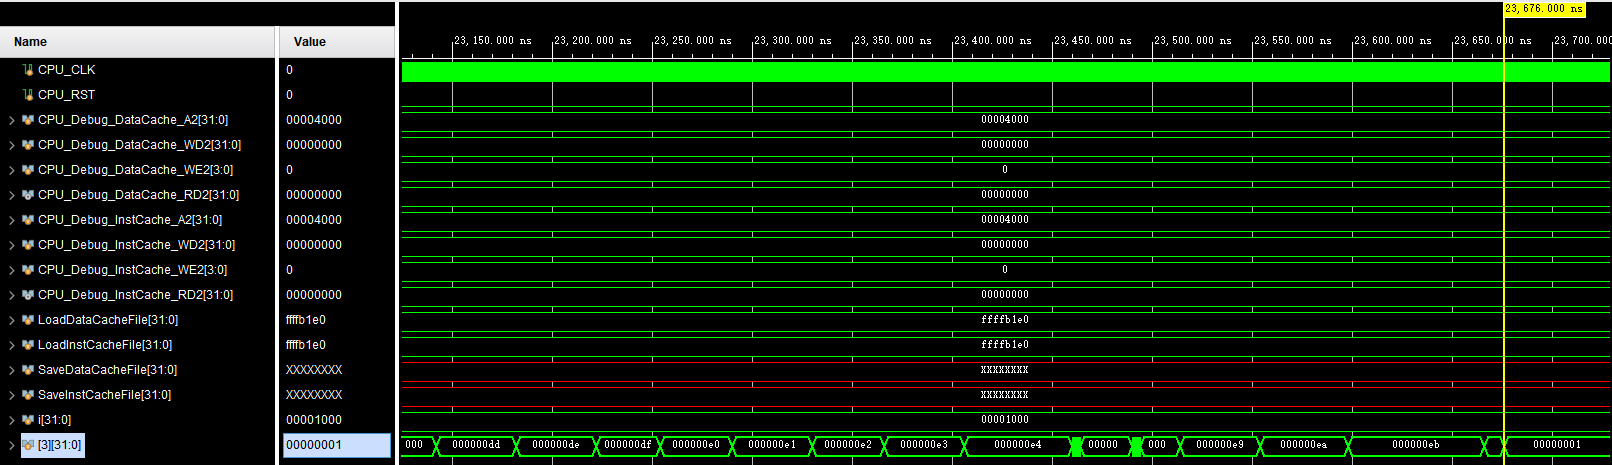 23,676.000 ns
Name Value 23,150.000 ns 23,200.000 ns 23,250.000 ns 23,300.000 ns 23,350.000 ns 23,400.000 ns 23,450.000 ns 23,500.000 ns 23,550.000 ns 23,600.000 ns 23,650.000 ns 23,700.000
CPU_CLK 0
CPU_RST 0
CPU_Debug_DataCache_A2[31:0] 00004000 00004000
CPU_Debug_DataCache_WD2[31:0] 00000000 00000000
CPU_Debug_DataCache_WE2[3:0] 0 0
CPU_Debug_DataCache_RD2[31:0] 00000000 00000000
CPU_Debug_InstCache_A2[31:0] 00004000 00004000
CPU_Debug_InstCache_WD2[31:0] 00000000 00000000
CPU_Debug_InstCache_WE2[3:0] 0 0
CPU_Debug_InstCache_RD2[31:0] 00000000 00000000
LoadDataCacheFile[31:0] ffffb1e0 ffffb1e0
LoadInstCacheFile[31:0] ffffb1e0 ffffb1e0
SaveDataCacheFile[31:0] XXXXXXXX XXXXXXXX
SaveInstCacheFile[31:0] XXXXXXXX XXXXXXXX
i[31:0] 00001000 00001000
[3][31:0] 00000001 000 000000dd 000000de 000000df 000000e0 000000e1 000000e2 000000e3 000000e4 00000 000 000000e9 000000ea 000000eb 00000001